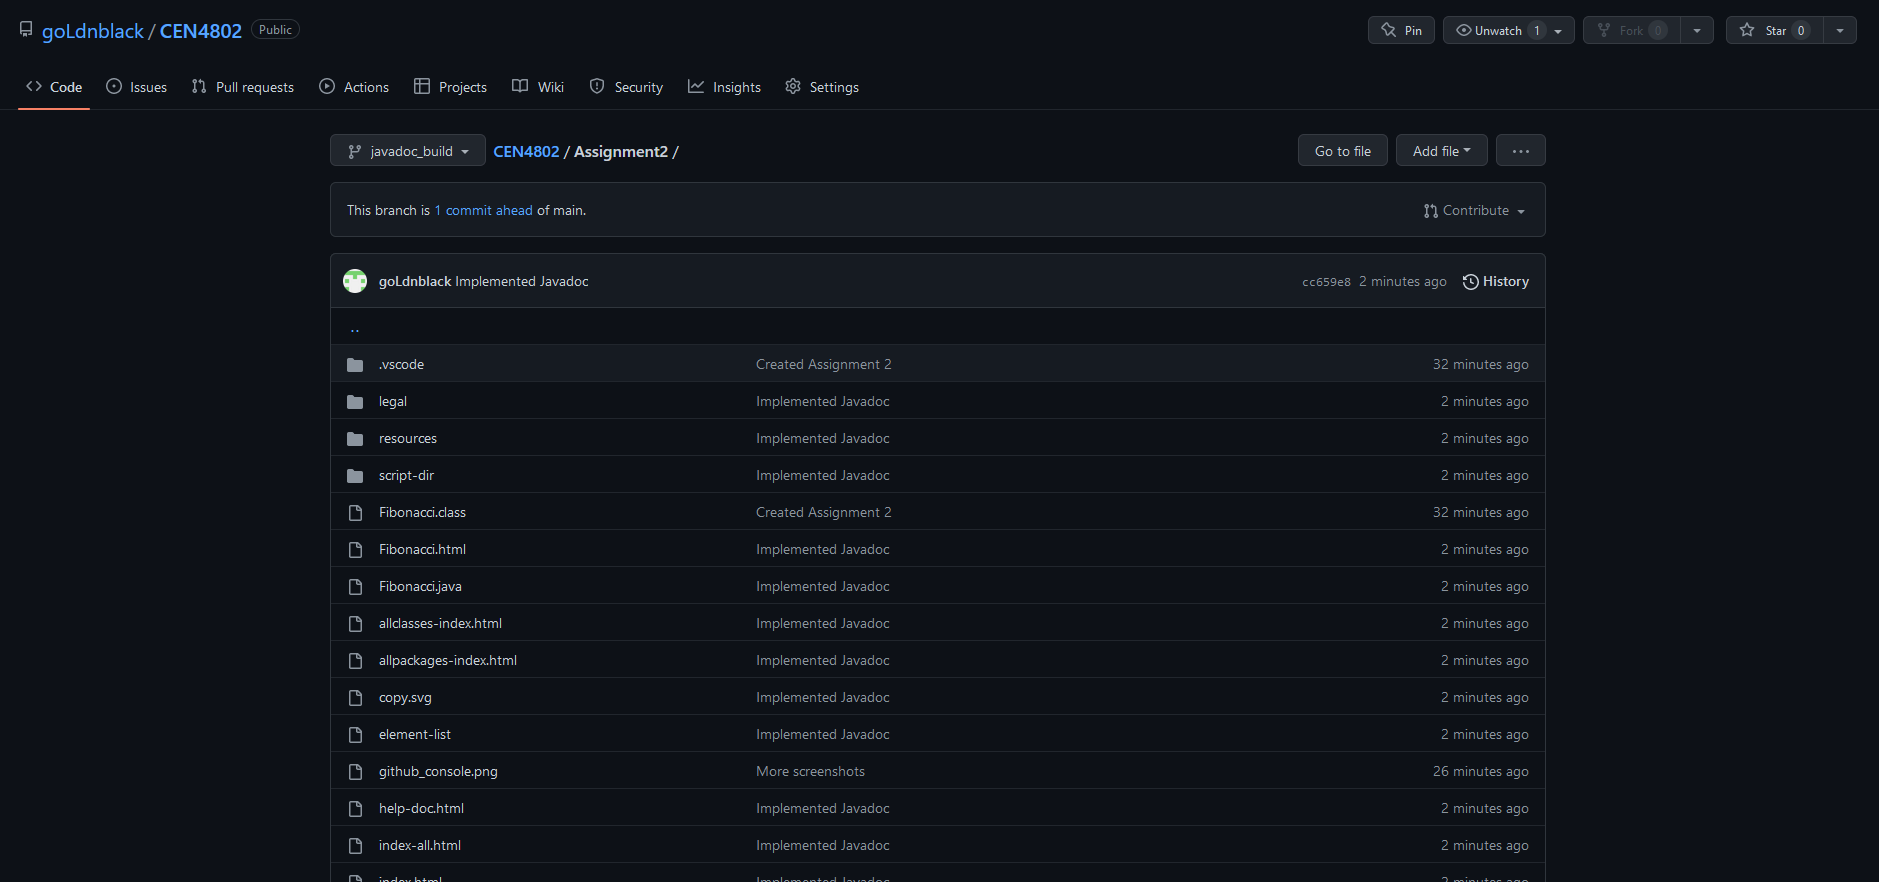 goLdnblack / CEN4802 Public Pin Unwatch 1 Fork 0 Star 0
Code Issues Pull requests Actions Projects Wiki Security Insights Settings
javadoc_build CEN4802 / Assignment2 / Go to file Add file ...
This branch is 1 commit ahead of main. Contribute
goLdnblack Implemented Javadoc cc659e8 2 minutes ago History
..
.vscode Created Assignment 2 32 minutes ago
legal Implemented Javadoc 2 minutes ago
resources Implemented Javadoc 2 minutes ago
script-dir Implemented Javadoc 2 minutes ago
Fibonacci.class Created Assignment 2 32 minutes ago
Fibonacci.html Implemented Javadoc 2 minutes ago
Fibonacci.java Implemented Javadoc 2 minutes ago
allclasses-index.html Implemented Javadoc 2 minutes ago
allpackages-index.html Implemented Javadoc 2 minutes ago
copy.svg Implemented Javadoc 2 minutes ago
element-list Implemented Javadoc 2 minutes ago
github_console.png More screenshots 26 minutes ago
help-doc.html Implemented Javadoc 2 minutes ago
index-all.html Implemented Javadoc 2 minutes ago
index.html Implemented Javadoc 2 minutes ago